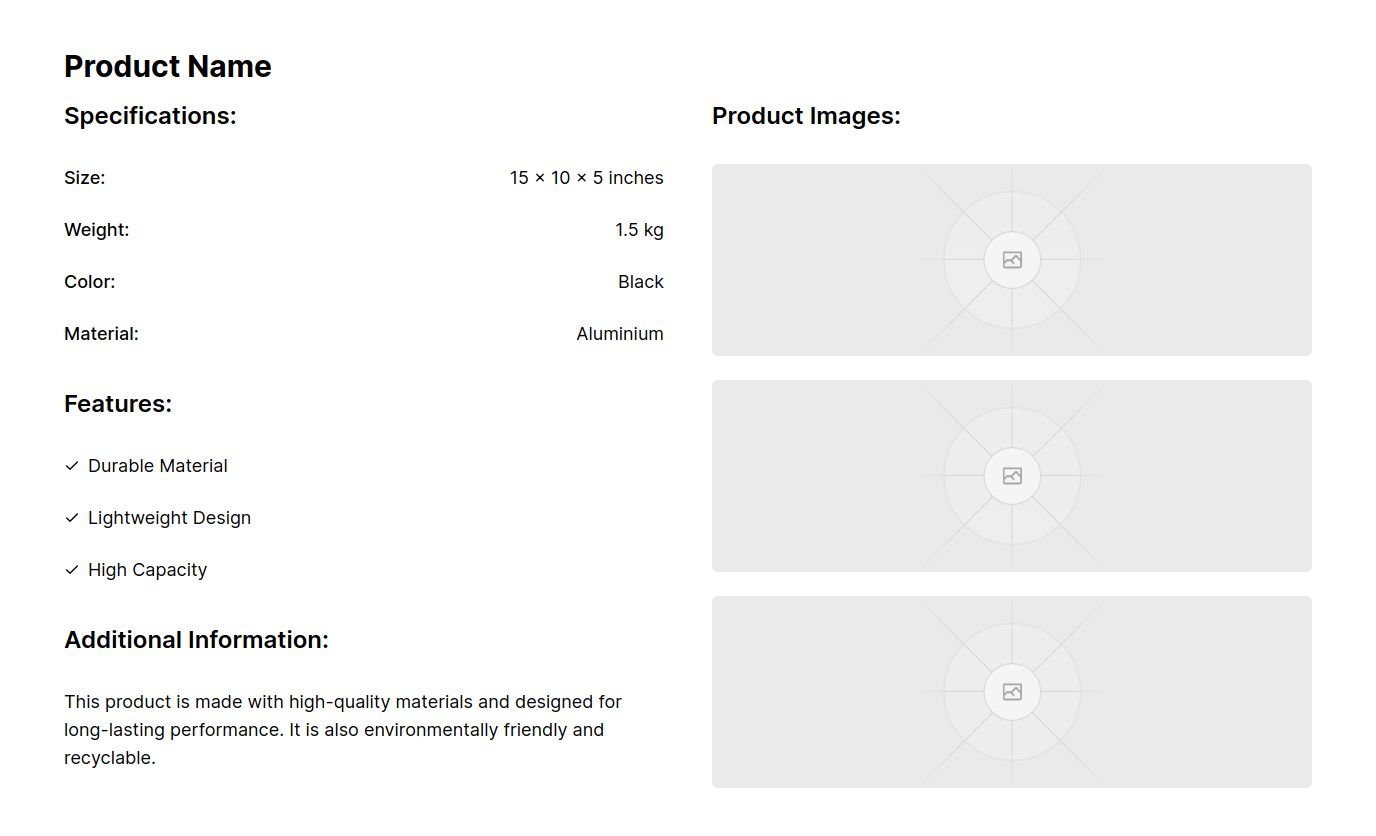 Product Name
Specifications:
Size: 15 × 10 × 5 inches
Weight: 1.5 kg
Color: Black
Material: Aluminium
Features:
Durable Material
Lightweight Design
High Capacity
Additional Information:
This product is made with high-quality materials and designed for
long-lasting performance. It is also environmentally friendly and
recyclable.
Product Images: